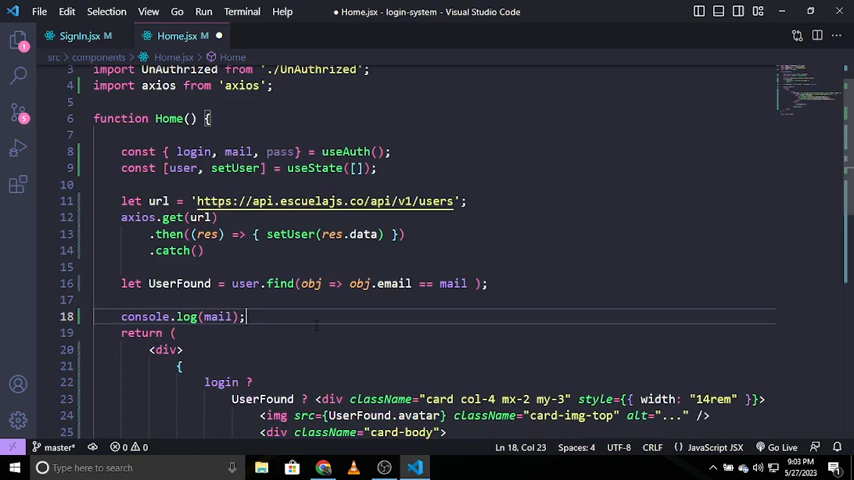 File Edit Selection View Go Run Terminal Help ● Home.jsx - login-system - Visual Studio Code
SignIn.jsx M ● Home.jsx M ●
src > components > Home.jsx > Home
3 import UnAuthrized from './UnAuthrized';
4 import axios from 'axios';
5
6 function Home() {
7
8 const { login, mail, pass} = useAuth();
9 const [user, setUser] = useState([]);
10
11 let url = 'https://api.escuelajs.co/api/v1/users';
12 axios.get(url)
13 .then((res) => { setUser(res.data) })
14 .catch()
15
16 let UserFound = user.find(obj => obj.email == mail );
17
18 console.log(mail);
19 return (
20 <div>
21 {
22 login ?
23 UserFound ? <div className="card col-4 mx-2 my-3" style={{ width: "14rem" }}>
24 <img src={UserFound.avatar} className="card-img-top" alt="..." />
25 <div className="card-body">
1
5
master* 0 0 Ln 18, Col 23 Spaces: 4 UTF-8 CRLF JavaScript JSX Go Live
Type here to search
9:03 PM
5/27/2023